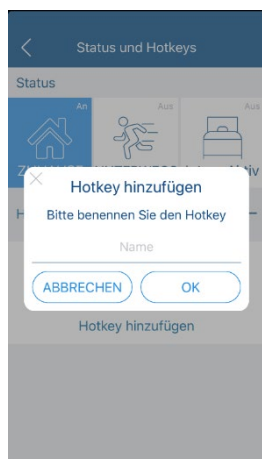 Status und Hotkeys
Status
An
Aus
Aus
Hotkey hinzufügen
Bitte benennen Sie den Hotkey
Name
ABBRECHEN
OK
Hotkey hinzufügen